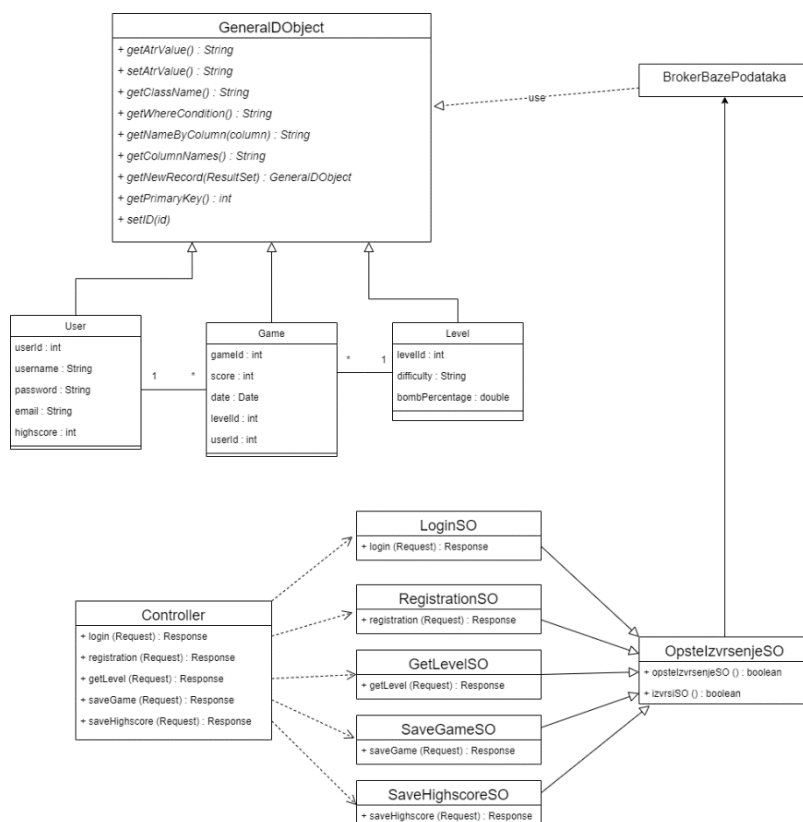 GeneralDObject
+ getAtrValue() : String
+ setAtrValue() : String
+ getClassName() : String
+ getWhereCondition() : String
+ getNameByColumn(column) : String
+ getColumnNames() : String
+ getNewRecord(ResultSet) : GeneralDObject
+ getPrimaryKey() : int
+ setID(id)
BrokerBazePodataka
use
User
userId : int
username : String
password : String
email : String
highscore : int
1
*
Game
gameId : int
score : int
date : Date
levelId : int
userId : int
*
1
Level
levelId : int
difficulty : String
bombPercentage : double
Controller
+ login (Request) : Response
+ registration (Request) : Response
+ getLevel (Request) : Response
+ saveGame (Request) : Response
+ saveHighscore (Request) : Response
LoginSO
+ login (Request) : Response
RegistrationSO
+ registration (Request) : Response
GetLevelSO
+ getLevel (Request) : Response
SaveGameSO
+ saveGame (Request) : Response
SaveHighscoreSO
+ saveHighscore (Request) : Response
OpsteIzvrsenjeSO
+ opsteIzvrsenjeSO () : boolean
+ izvrsiSO () : boolean